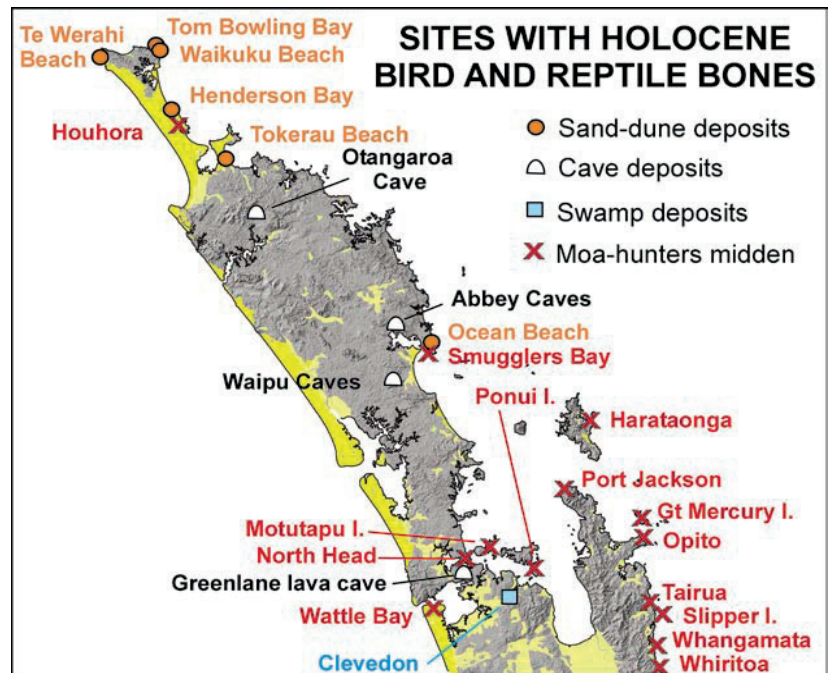 SITES WITH HOLOCENE
BIRD AND REPTILE BONES
Sand-dune deposits
Cave deposits
Swamp deposits
Moa-hunters midden
Te Werahi
Beach
Tom Bowling Bay
Waikuku Beach
Henderson Bay
Houhora
Tokerau Beach
Otangaroa
Cave
Abbey Caves
Ocean Beach
Smugglers Bay
Waipu Caves
Ponui I.
Harataonga
Port Jackson
Gt Mercury I.
Opito
Motutapu I.
North Head
Greenlane lava cave
Wattle Bay
Tairua
Slipper I.
Whangamata
Whiritoa
Clevedon